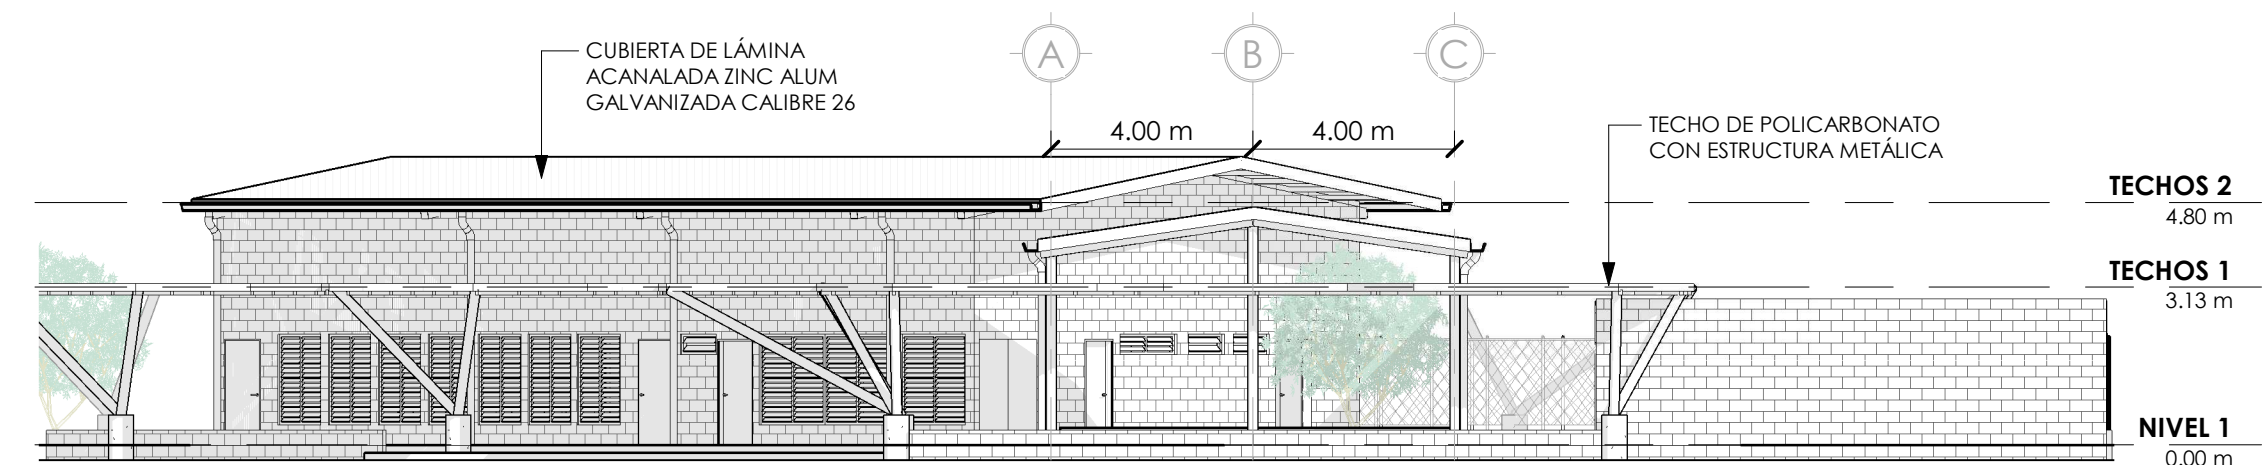 A
B
C
CUBIERTA DE LÁMINA
ACANALADA ZINC ALUM
GALVANIZADA CALIBRE 26
4.00 m
4.00 m
TECHO DE POLICARBONATO
CON ESTRUCTURA METÁLICA
TECHOS 2
4.80 m
TECHOS 1
3.13 m
NIVEL 1
0.00 m